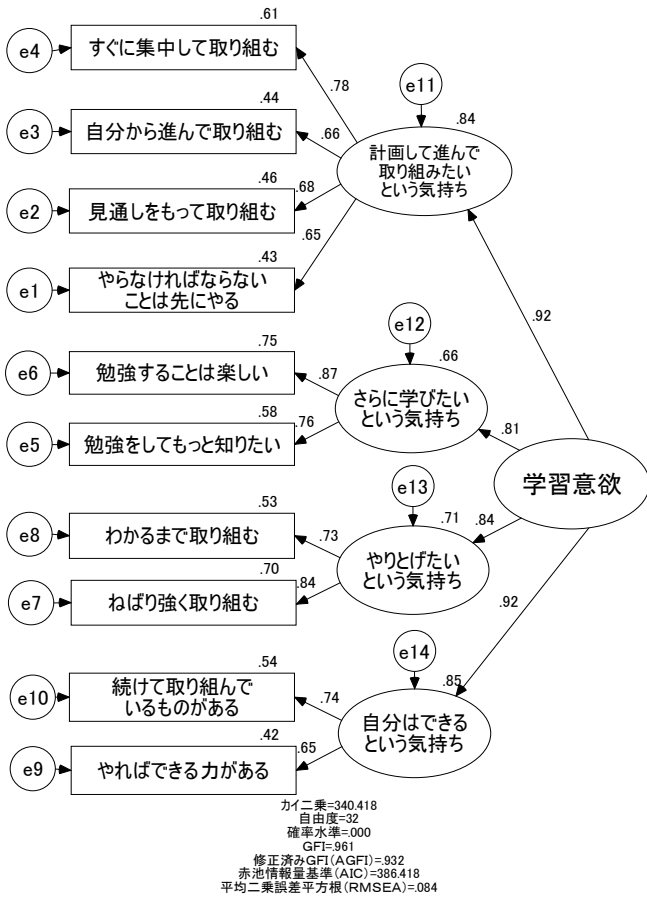 .61
e4
すぐに集中して取り組む
.78
e11
.44
.84
e3
自分から進んで取り組む
.66
計画して進んで
取り組みたい
という気持ち
.46
e2
見通しをもって取り組む
.68
.65
.43
e1
やらなければならない
ことは先にやる
.92
e12
.75
.66
e6
勉強することは楽しい
.87
さらに学びたい
という気持ち
.58
e5
勉強をしてもっと知りたい
.76
.81
学習意欲
e13
.53
.71
.84
e8
わかるまで取り組む
.73
やりとげたい
という気持ち
.70
.84
e7
ねばり強く取り組む
.92
e14
.54
.85
e10
続けて取り組んで
いるものがある
.74
自分はできる
という気持ち
.42
.65
e9
やればできる力がある
カイ二乗=340.418
自由度=32
確率水準=.000
GFI=.961
修正済みGFI(AGFI)=.932
赤池情報量基準(AIC)=386.418
平均二乗誤差平方根(RMSEA)=.084